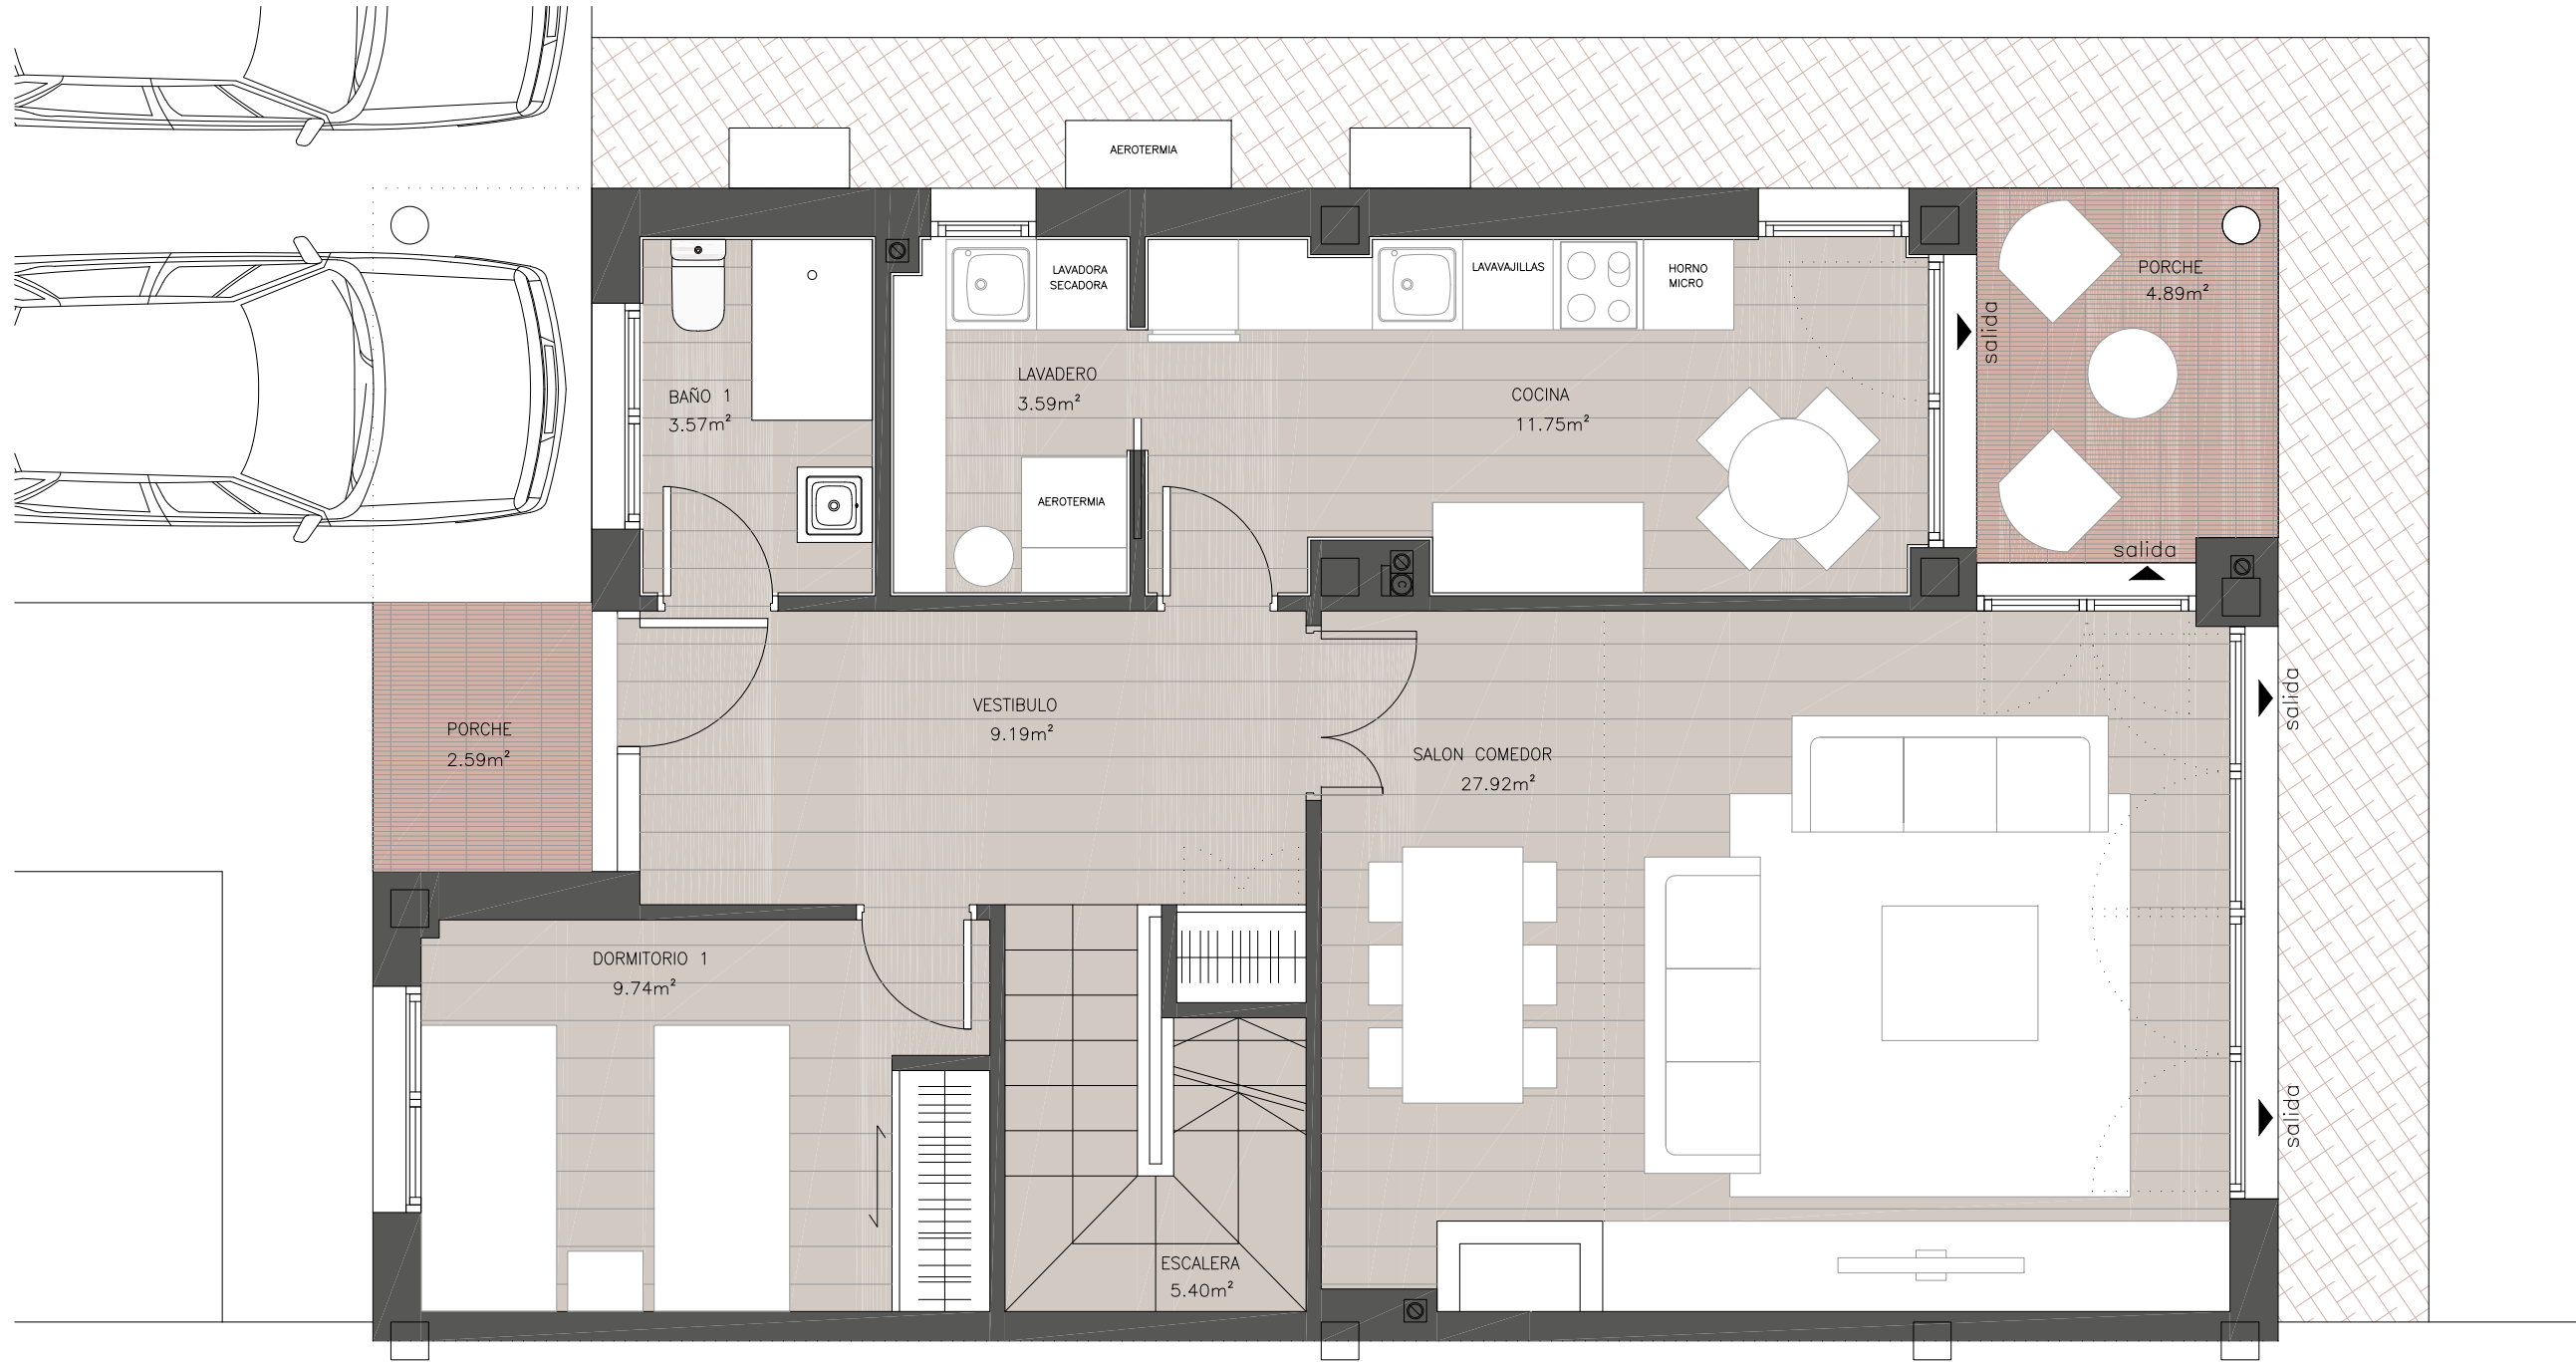 AEROTERMIA
LAVADORA
SECADORA
LAVAVAJILLAS
HORNO
MICRO
PORCHE
4.89m²
salida
LAVADERO
3.59m²
BAÑO 1
3.57m²
COCINA
11.75m²
AEROTERMIA
salida
salida
VESTIBULO
9.19m²
PORCHE
2.59m²
SALON COMEDOR
27.92m²
DORMITORIO 1
9.74m²
salida
ESCALERA
5.40m²
C